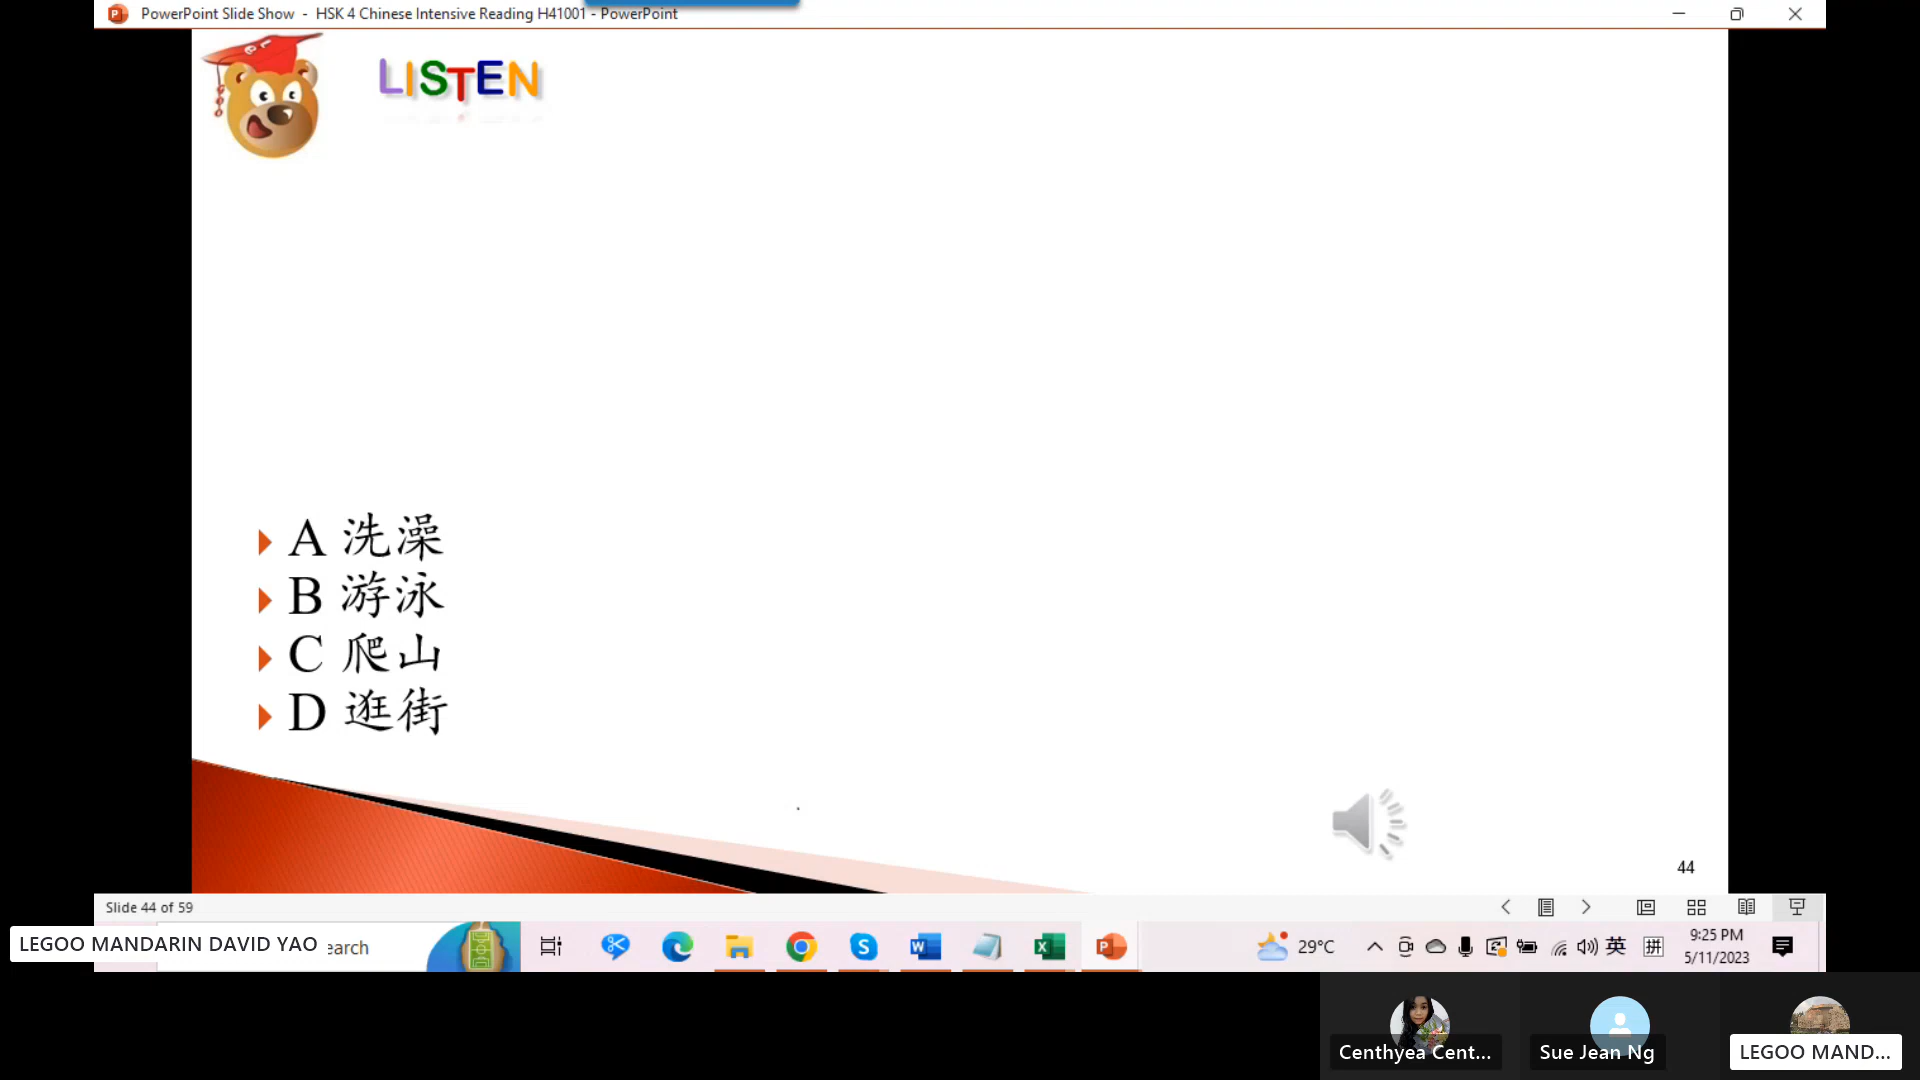 PowerPoint Slide Show - HSK 4 Chinese Intensive Reading H41001 - PowerPoint
LISTEN
A 洗澡
B 游泳
C 爬山
D 逛街
44
Slide 44 of 59
LEGOO MANDARIN DAVID YAO
earch
29°C
英
拼
9:25 PM
5/11/2023
Centhyea Cent...
Sue Jean Ng
LEGOO MAND...